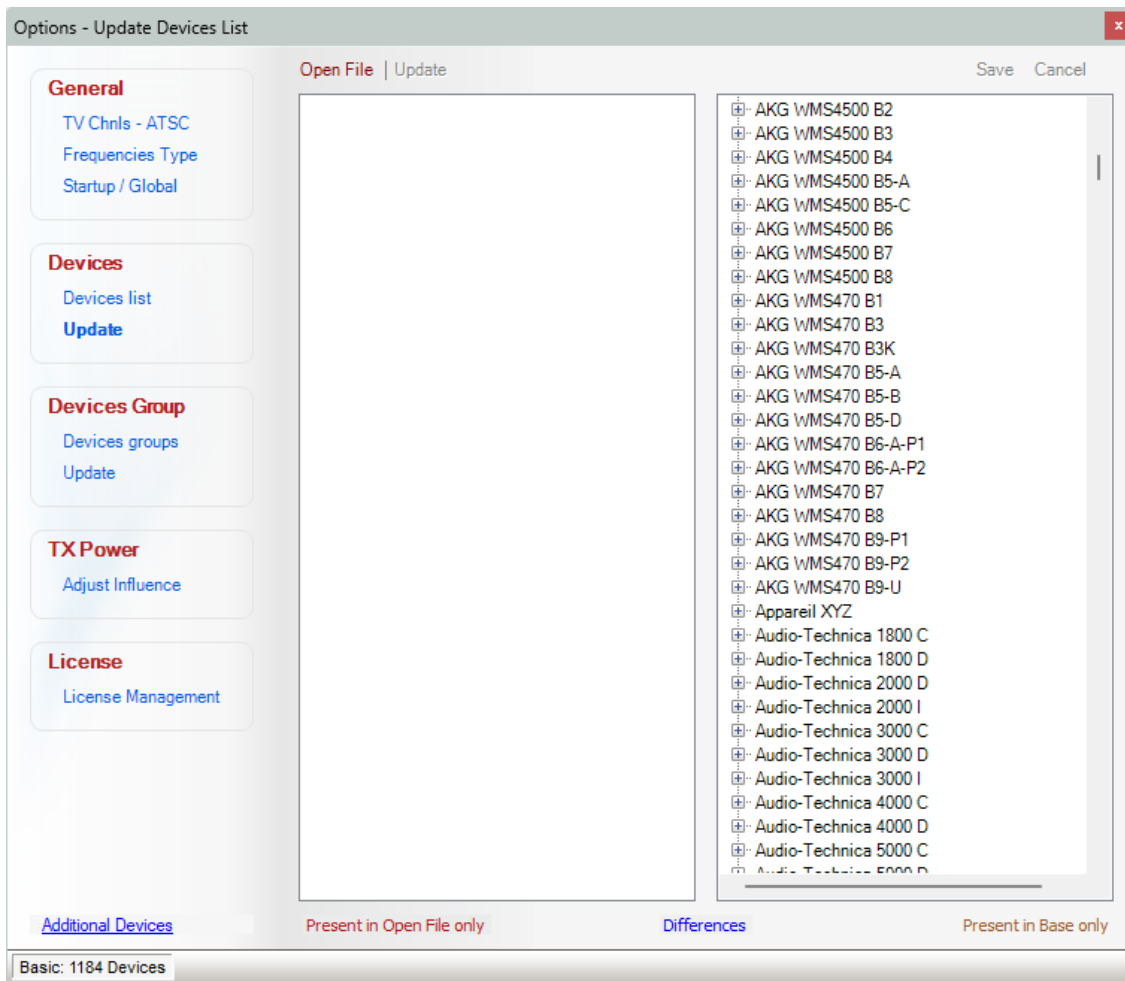 Options - Update Devices List
x
General
TV Chnls - ATSC
Frequencies Type
Startup / Global
Devices
Devices list
Update
Devices Group
Devices groups
Update
TX Power
Adjust Influence
License
License Management
Additional Devices
Open File | Update
Save Cancel
AKG WMS4500 B2
AKG WMS4500 B3
AKG WMS4500 B4
AKG WMS4500 B5-A
AKG WMS4500 B5-C
AKG WMS4500 B6
AKG WMS4500 B7
AKG WMS4500 B8
AKG WMS470 B1
AKG WMS470 B3
AKG WMS470 B3K
AKG WMS470 B5-A
AKG WMS470 B5-B
AKG WMS470 B5-D
AKG WMS470 B6-A-P1
AKG WMS470 B6-A-P2
AKG WMS470 B7
AKG WMS470 B8
AKG WMS470 B9-P1
AKG WMS470 B9-P2
AKG WMS470 B9-U
Appareil XYZ
Audio-Technica 1800 C
Audio-Technica 1800 D
Audio-Technica 2000 D
Audio-Technica 2000 I
Audio-Technica 3000 C
Audio-Technica 3000 D
Audio-Technica 3000 I
Audio-Technica 4000 C
Audio-Technica 4000 D
Audio-Technica 5000 C
Audio-Technica 5000 D
Present in Open File only
Differences
Present in Base only
Basic: 1184 Devices